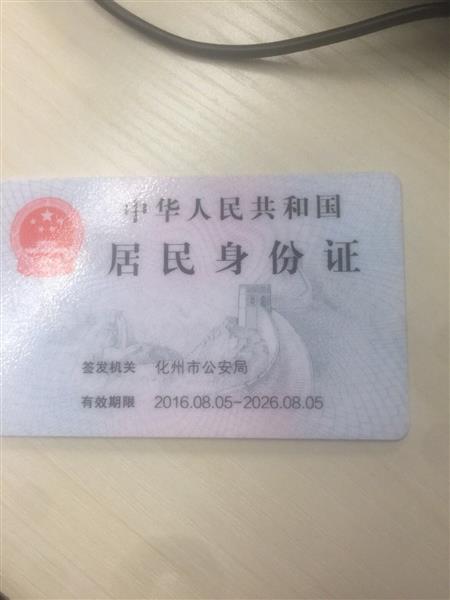 中华人民共和国
居民身份证
签发机关 化州市公安局
有效期限 2016.08.05-2026.08.05